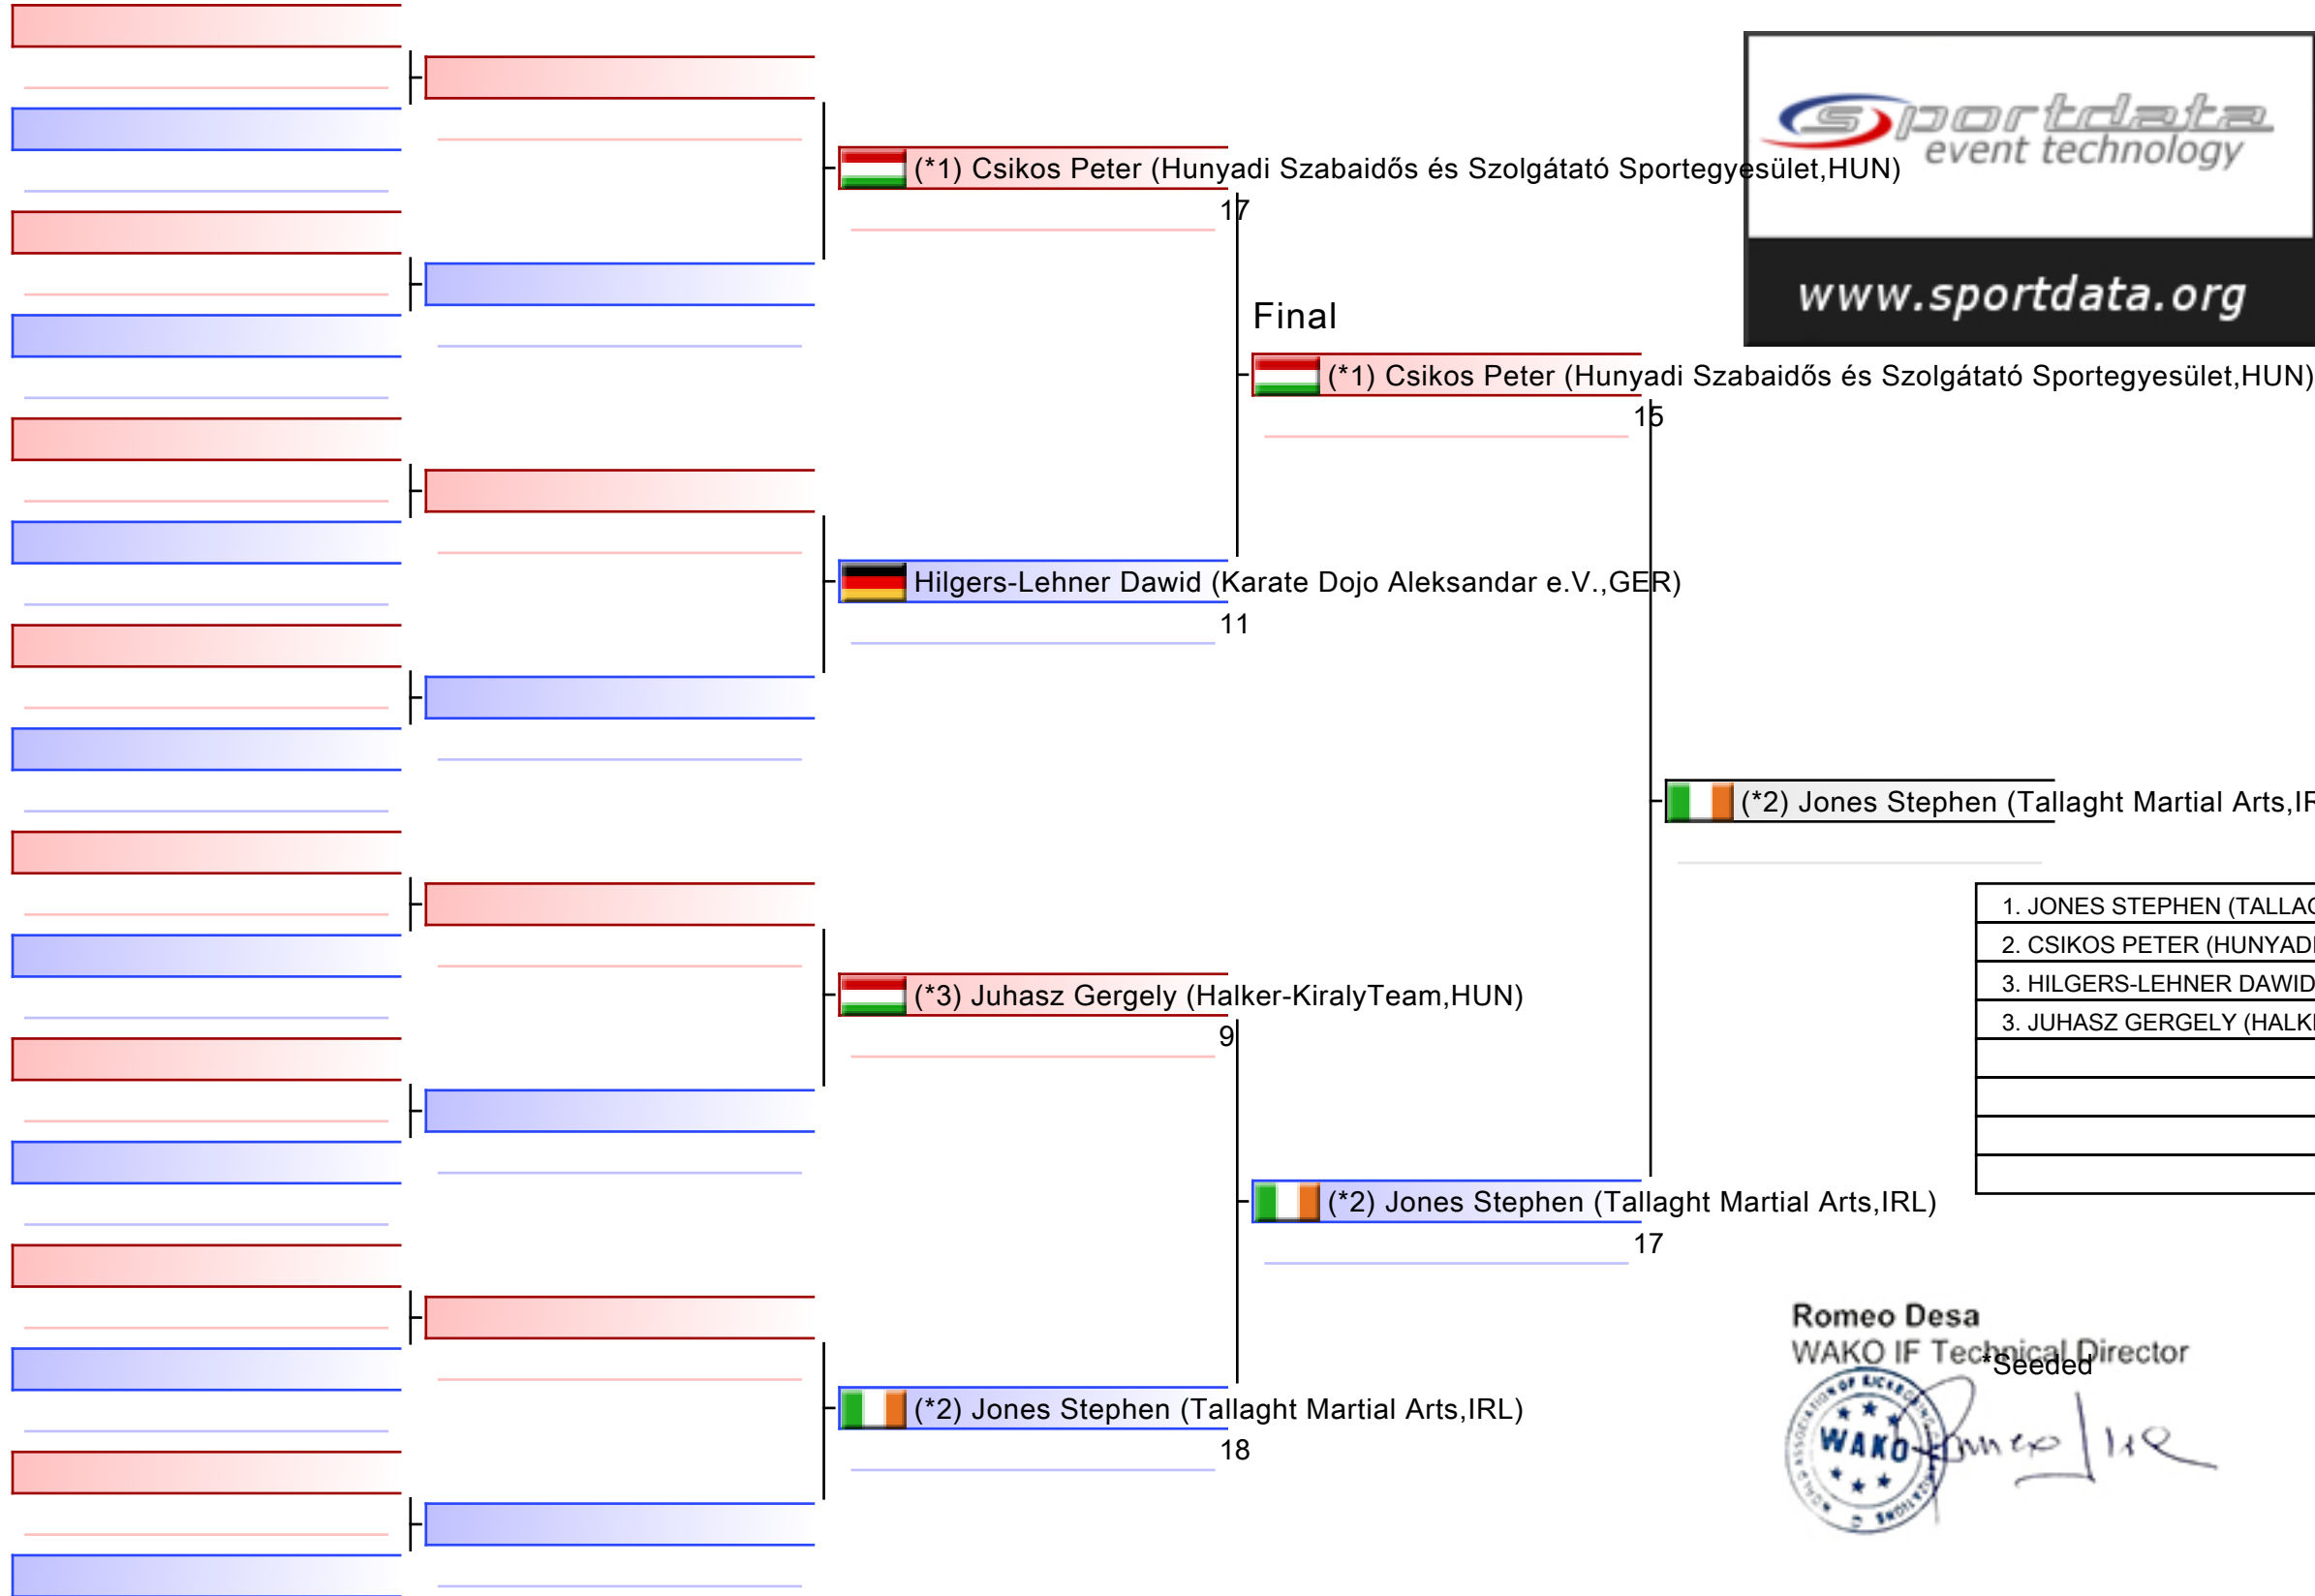 sportdata
event technology
www.sportdata.org
(*1) Csikos Peter (Hunyadi Szabaidős és Szolgátató Sportegyesület,HUN)
17
Final
(*1) Csikos Peter (Hunyadi Szabaidős és Szolgátató Sportegyesület,HUN)
15
Hilgers-Lehner Dawid (Karate Dojo Aleksandar e.V.,GER)
11
(*2) Jones Stephen (Tallaght Martial Arts,IR
1. JONES STEPHEN (TALLAG
2. CSIKOS PETER (HUNYADI
3. HILGERS-LEHNER DAWID
3. JUHASZ GERGELY (HALKE
(*3) Juhasz Gergely (Halker-KiralyTeam,HUN)
9
(*2) Jones Stephen (Tallaght Martial Arts,IRL)
17
(*2) Jones Stephen (Tallaght Martial Arts,IRL)
18
Romeo Desa
WAKO IF Technical Director
*Seeded
WAKO